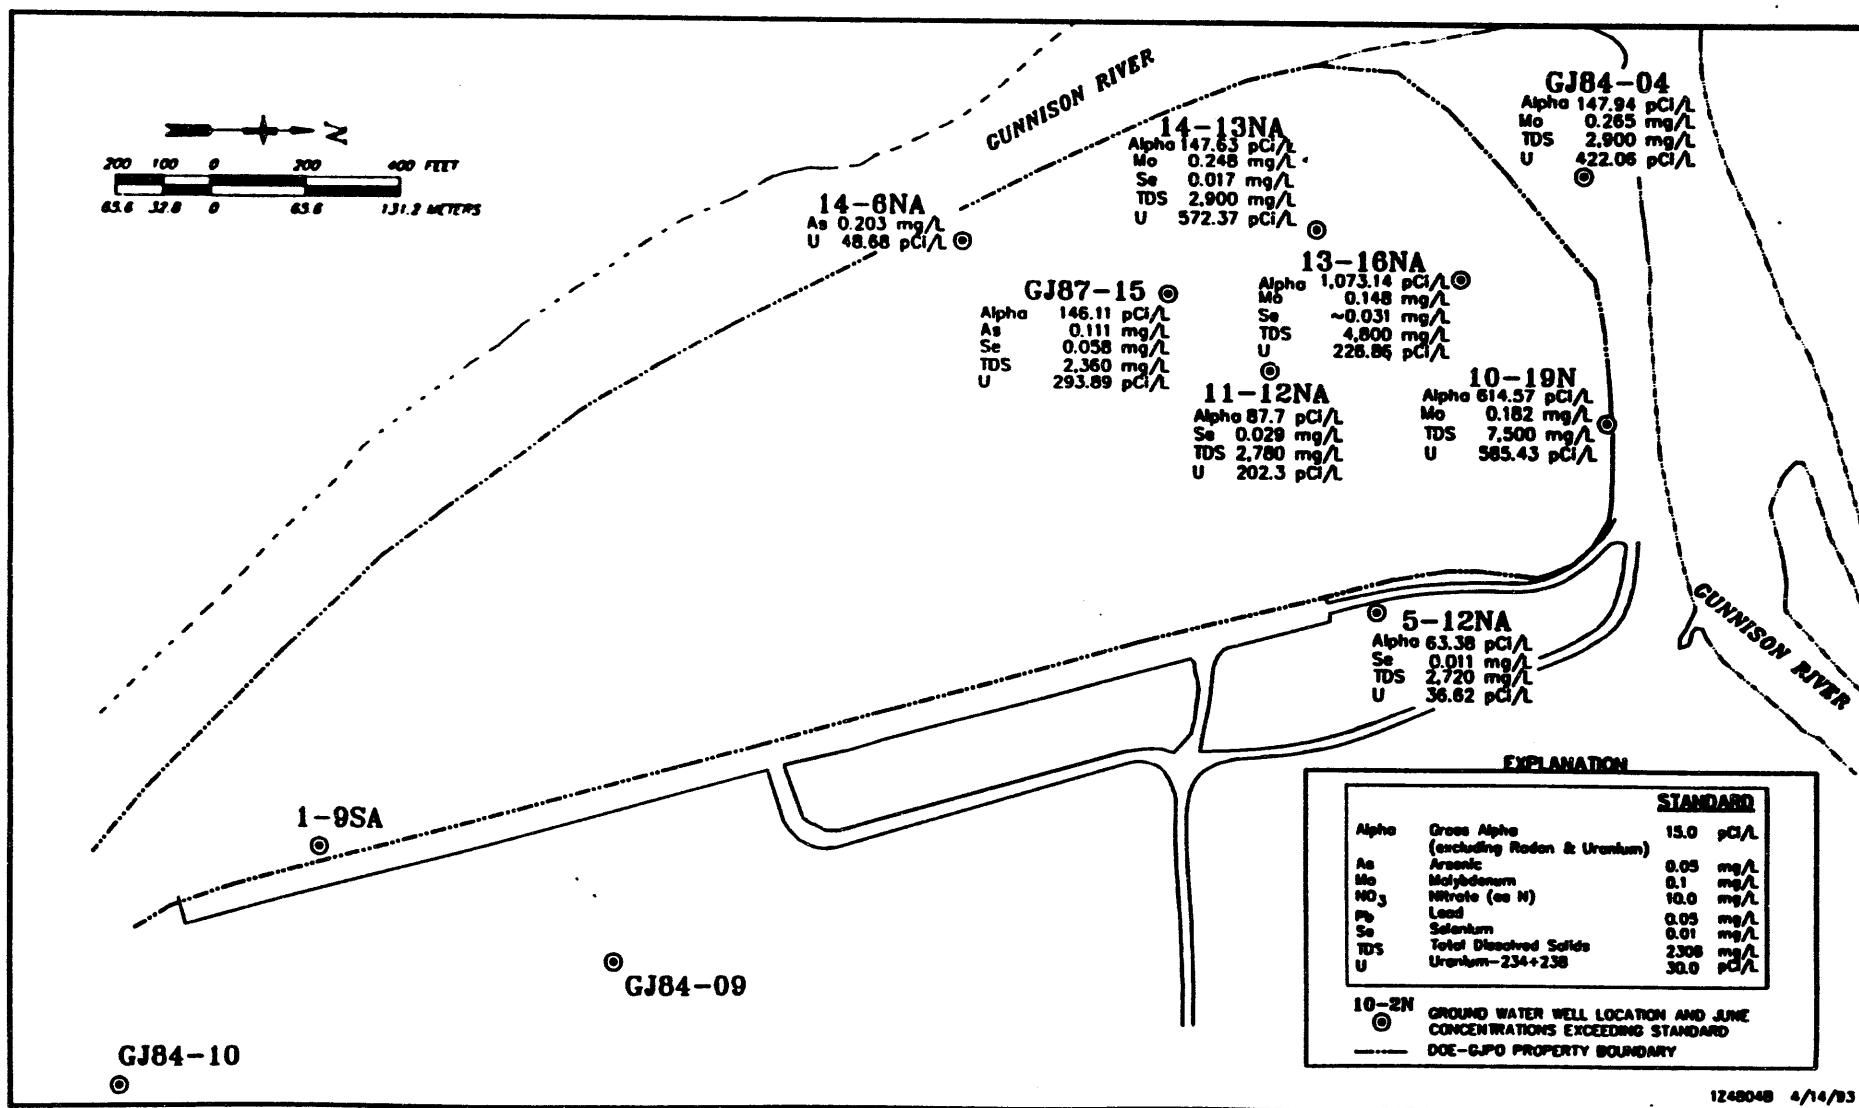 GUNNISON RIVER
GJ84-04
Alpha 147.94 pCi/L
Mo 0.265 mg/L
TDS 2,900 mg/L
U 422.06 pCi/L
N
200 100 0 200 400 FEET
65.6 32.8 0 65.6 131.2 METERS
14-13NA
Alpha 147.63 pCi/L
Mo 0.248 mg/L
Se 0.017 mg/L
TDS 2,900 mg/L
U 572.37 pCi/L
14-6NA
As 0.203 mg/L
U 48.68 pCi/L
13-16NA
Alpha 1,073.14 pCi/L
Mo 0.148 mg/L
Se ~0.031 mg/L
TDS 4,800 mg/L
U 226.86 pCi/L
GJ87-15
Alpha 146.11 pCi/L
As 0.111 mg/L
Se 0.058 mg/L
TDS 2,360 mg/L
U 293.89 pCi/L
11-12NA
Alpha 87.7 pCi/L
Se 0.029 mg/L
TDS 2,780 mg/L
U 202.3 pCi/L
10-19N
Alpha 614.57 pCi/L
Mo 0.182 mg/L
TDS 7,500 mg/L
U 585.43 pCi/L
5-12NA
Alpha 63.38 pCi/L
Se 0.011 mg/L
TDS 2,720 mg/L
U 36.62 pCi/L
GUNNISON RIVER
1-9SA
GJ84-09
GJ84-10
EXPLANATION
STANDARD
Alpha Gross Alpha 15.0 pCi/L
(excluding Radon & Uranium)
As Arsenic 0.05 mg/L
Mo Molybdenum 0.1 mg/L
NO3 Nitrate (as N) 10.0 mg/L
Pb Lead 0.05 mg/L
Se Selenium 0.01 mg/L
TDS Total Dissolved Solids 2306 mg/L
U Uranium-234+238 30.0 pCi/L
10-2N
GROUND WATER WELL LOCATION AND JUNE
CONCENTRATIONS EXCEEDING STANDARD
DOE-GJPO PROPERTY BOUNDARY
1Z48048 4/14/93